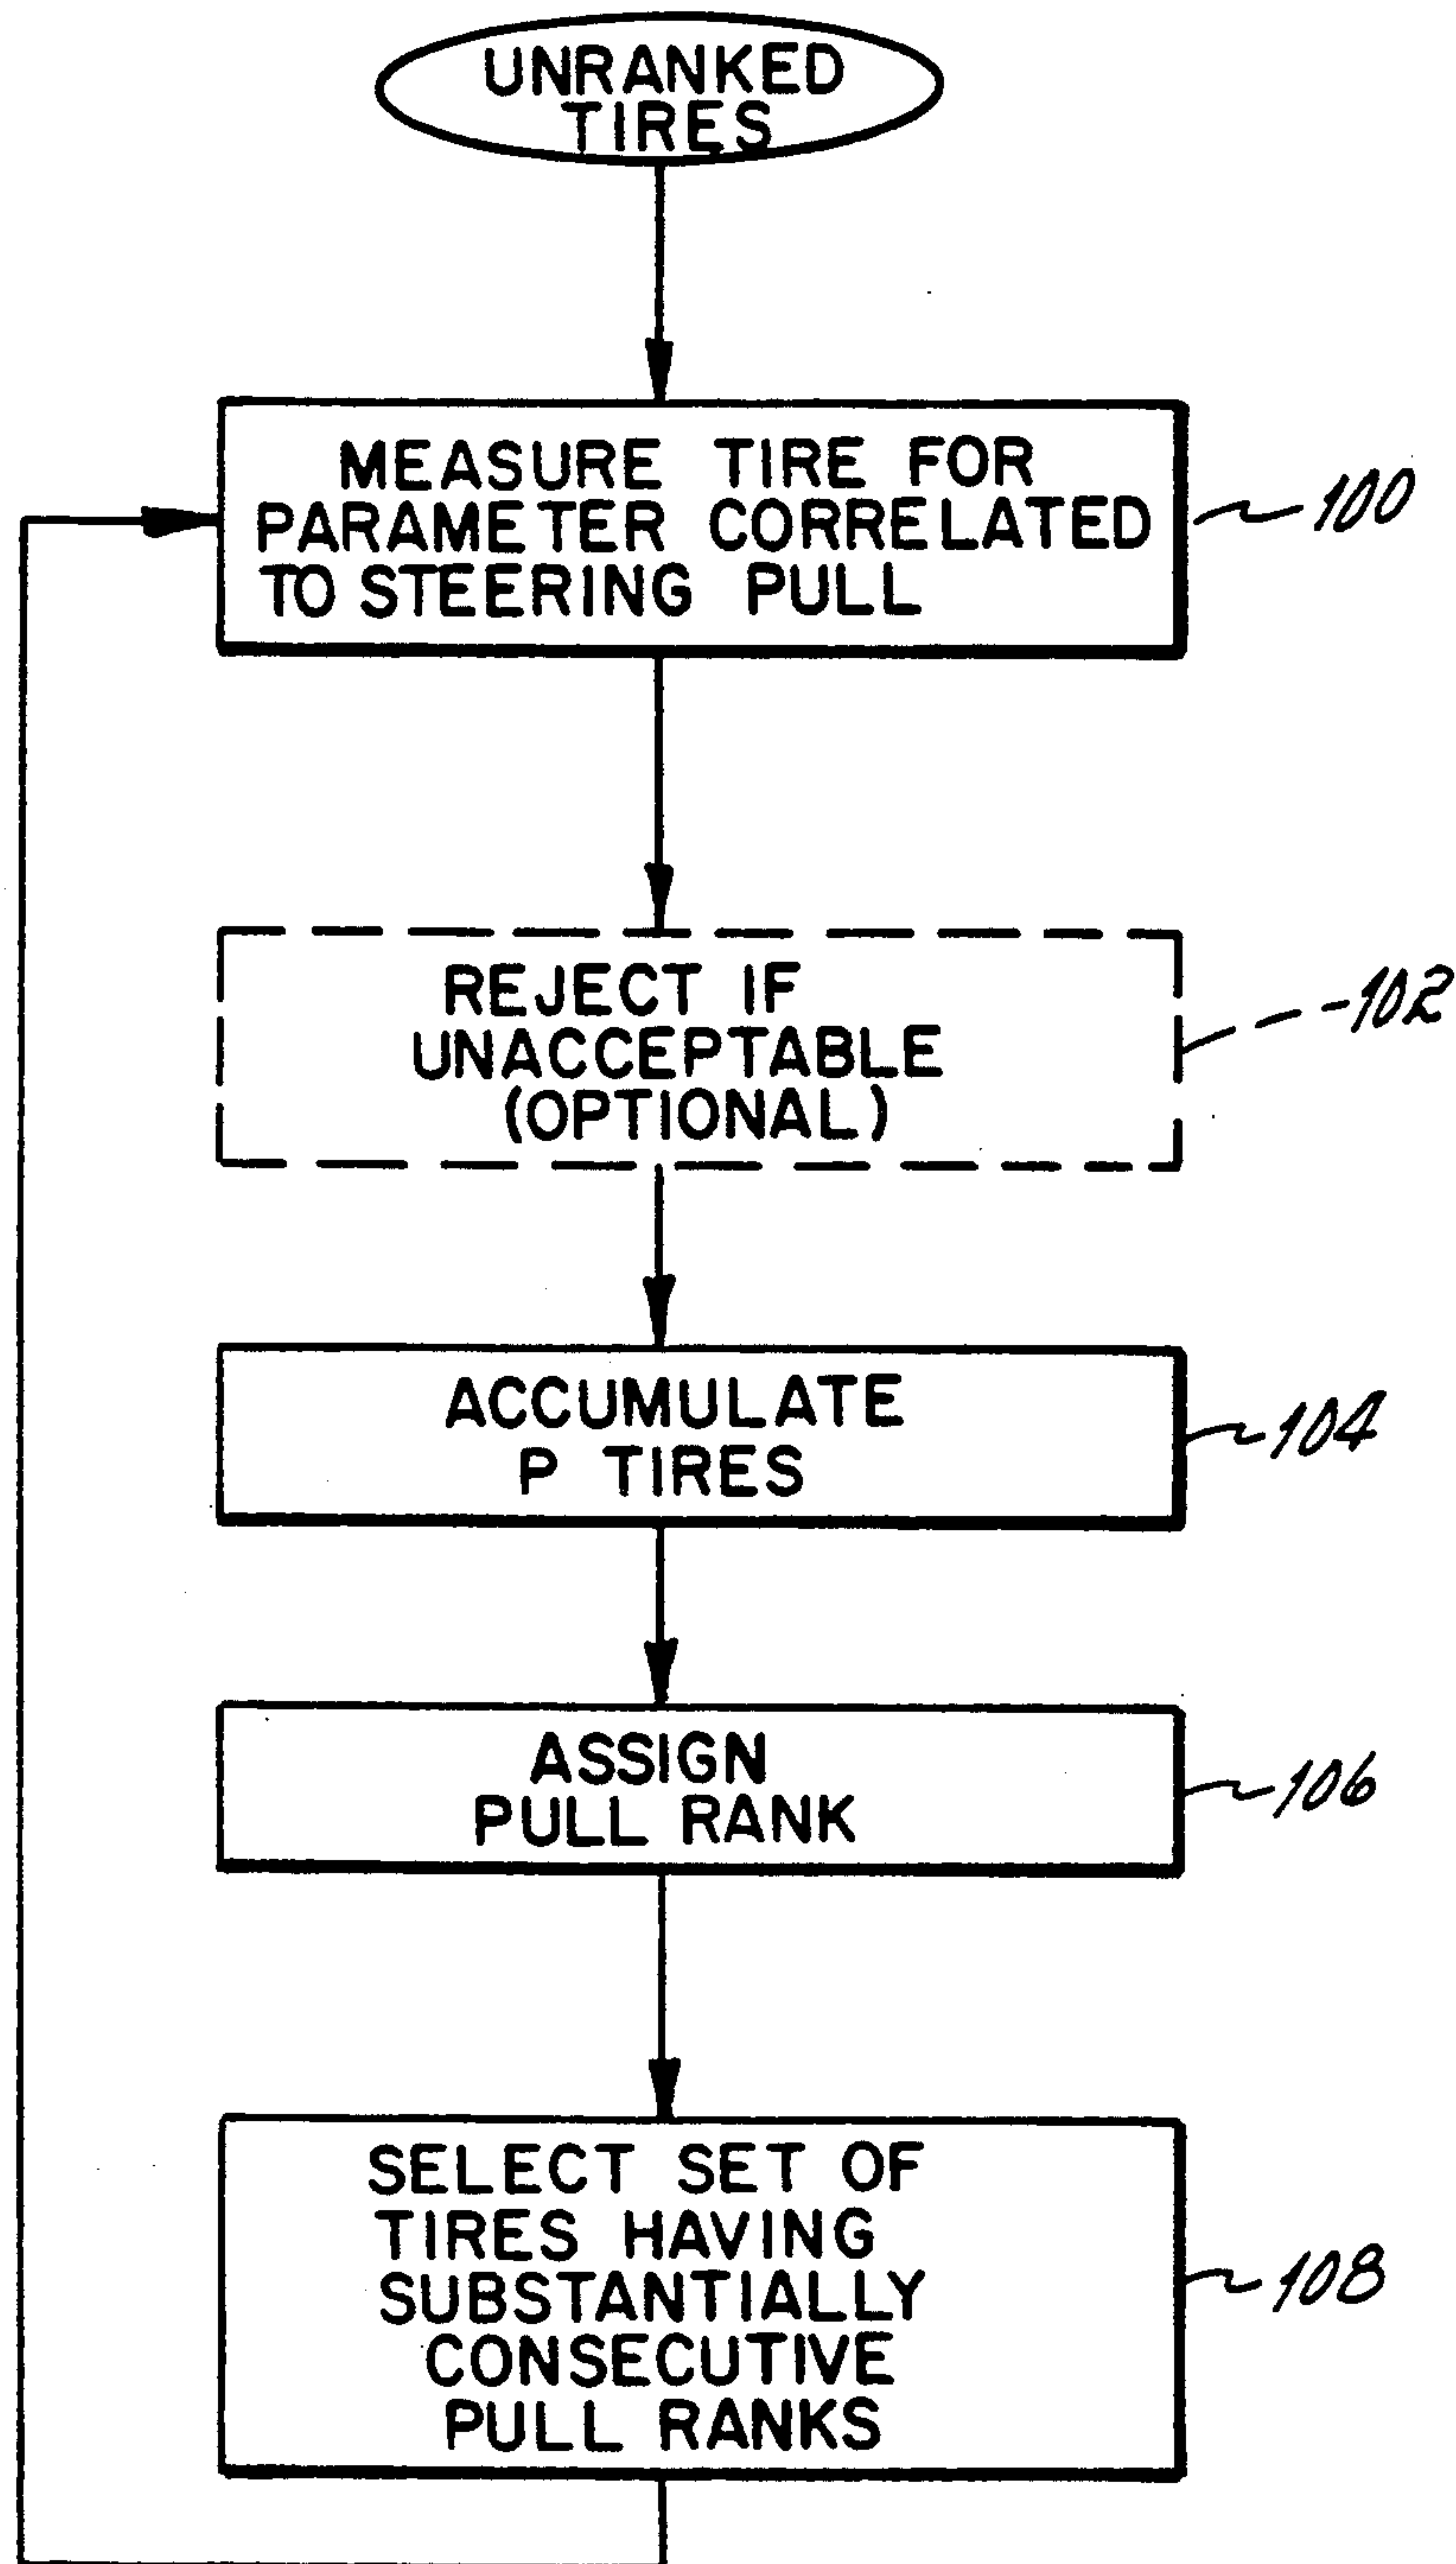 UNRANKED
TIRES
MEASURE TIRE FOR
PARAMETER CORRELATED
TO STEERING PULL
100
REJECT IF
UNACCEPTABLE
(OPTIONAL)
102
ACCUMULATE
P TIRES
104
ASSIGN
PULL RANK
106
SELECT SET OF
TIRES HAVING
SUBSTANTIALLY
CONSECUTIVE
PULL RANKS
108